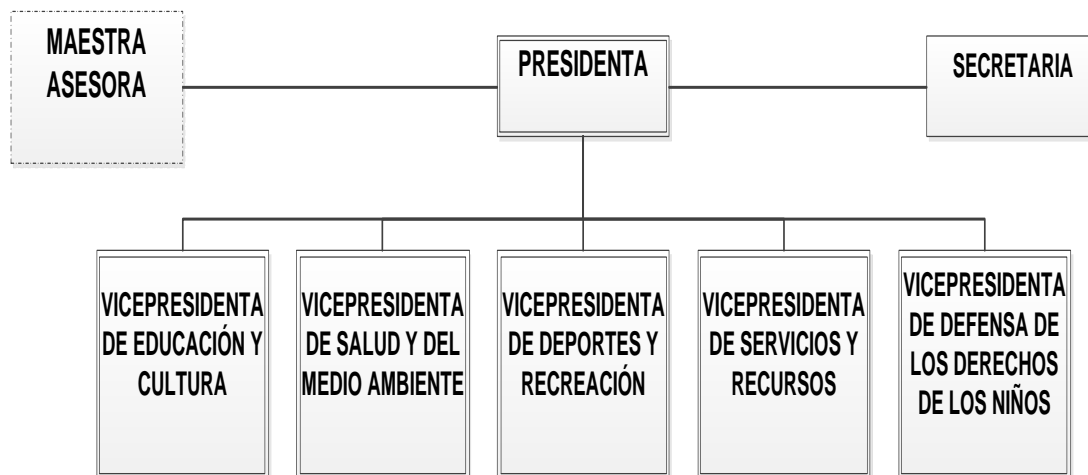 MAESTRA
ASESORA
PRESIDENTA
SECRETARIA
VICEPRESIDENTA
DE EDUCACIÓN Y
CULTURA
VICEPRESIDENTA
DE SALUD Y DEL
MEDIO AMBIENTE
VICEPRESIDENTA
DE DEPORTES Y
RECREACIÓN
VICEPRESIDENTA
DE SERVICIOS Y
RECURSOS
VICEPRESIDENTA
DE DEFENSA DE
LOS DERECHOS
DE LOS NIÑOS